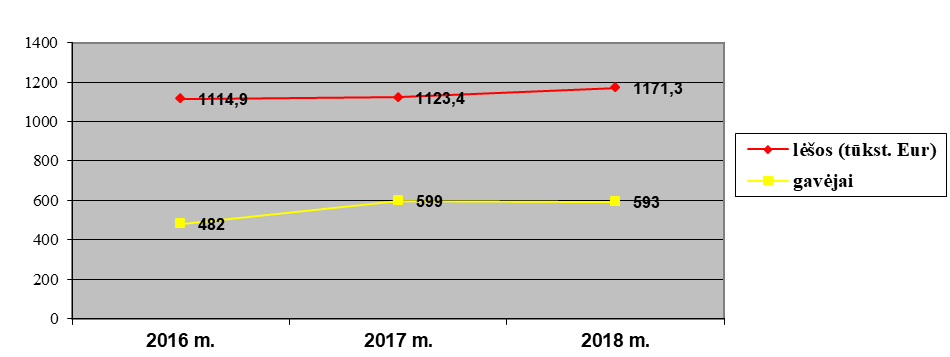 1400
1200
1000
800
600
400
200
0
1114,9
1123,4
1171,3
482
599
593
2016 m.
2017 m.
2018 m.
lėšos (tūkst. Eur)
gavėjai